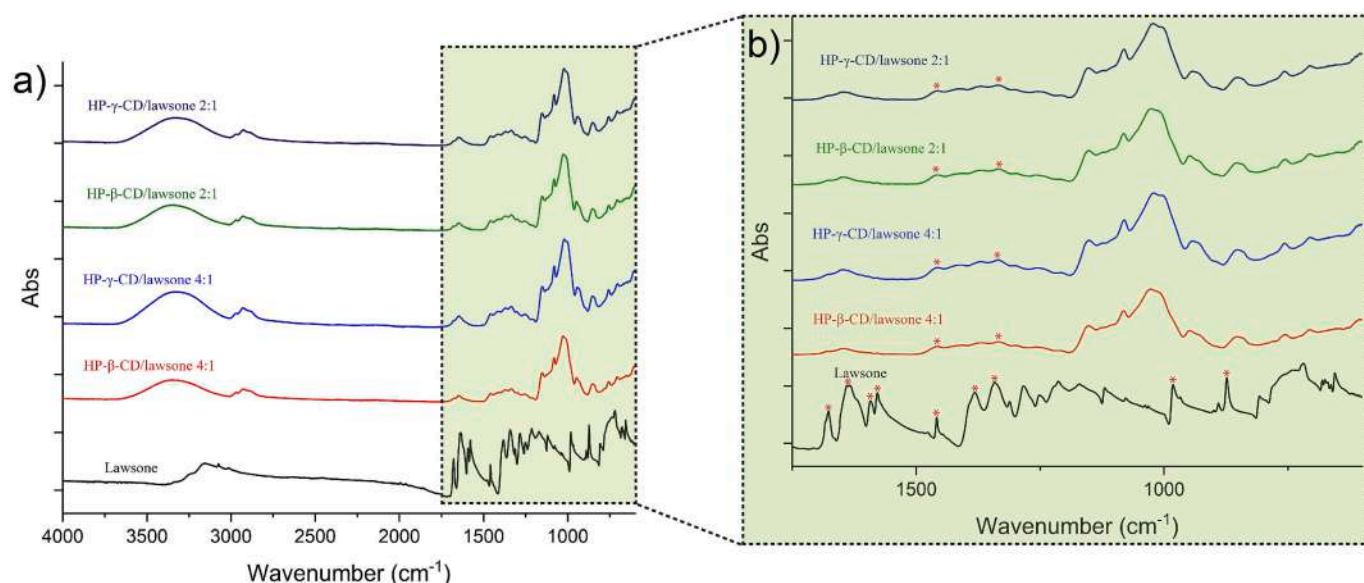 a)
HP-γ-CD/lawsone 2:1
HP-β-CD/lawsone 2:1
HP-γ-CD/lawsone 4:1
HP-β-CD/lawsone 4:1
Lawsone
Abs
4000 3500 3000 2500 2000 1500 1000
Wavenumber (cm⁻¹)
b)
HP-γ-CD/lawsone 2:1
* *
HP-β-CD/lawsone 2:1
* *
HP-γ-CD/lawsone 4:1
* *
HP-β-CD/lawsone 4:1
* *
Lawsone
* * * * * * * *
Abs
1500 1000
Wavenumber (cm⁻¹)